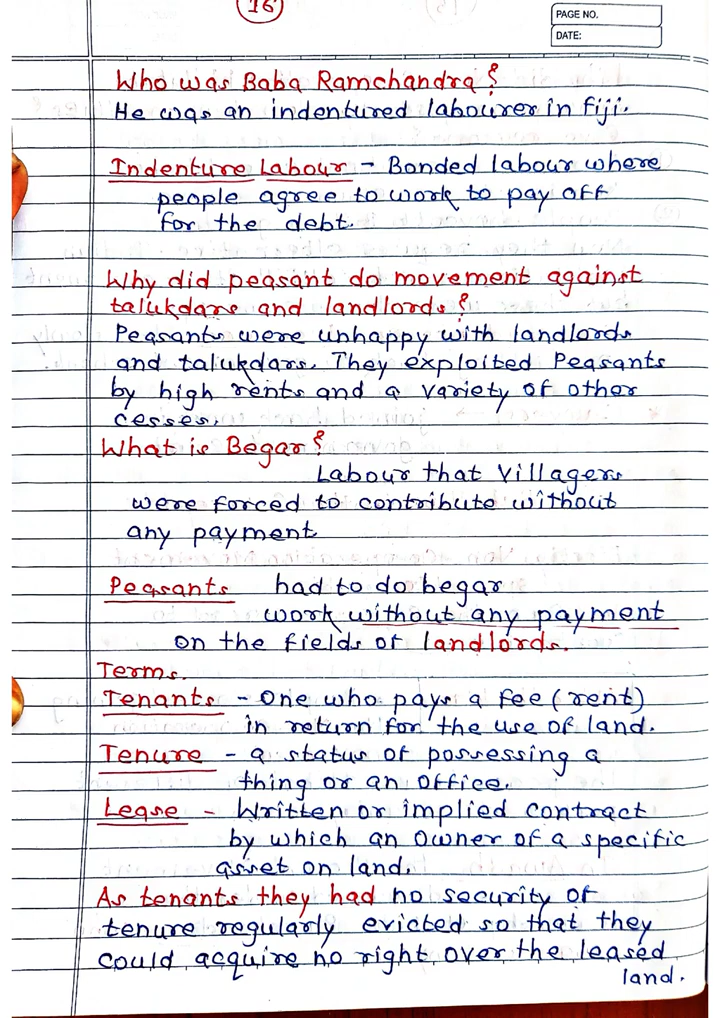 16
PAGE NO.
DATE:
Who was Baba Ramchandra?
He was an indentured labourer in fiji.
Indenture Labour - Bonded labour where
people agree to work to pay off
for the debt.
Why did peasant do movement against
talukdars and landlords?
Peasants were unhappy with landlords
and talukdars. They exploited Peasants
by high rents and a variety of other
cesses.
What is Begar?
Labour that Villagers
were forced to contribute without
any payment
Peasants had to do begar
work without any payment
on the fields of landlords.
Terms.
Tenants - One who pays a fee (rent)
in return for the use of land.
Tenure - a status of possessing a
thing or an office.
Lease - Written or implied contract
by which an owner of a specific
asset on land.
As tenants they had no security of
tenure regularly evicted so that they
could acquire no right over the leased
land.